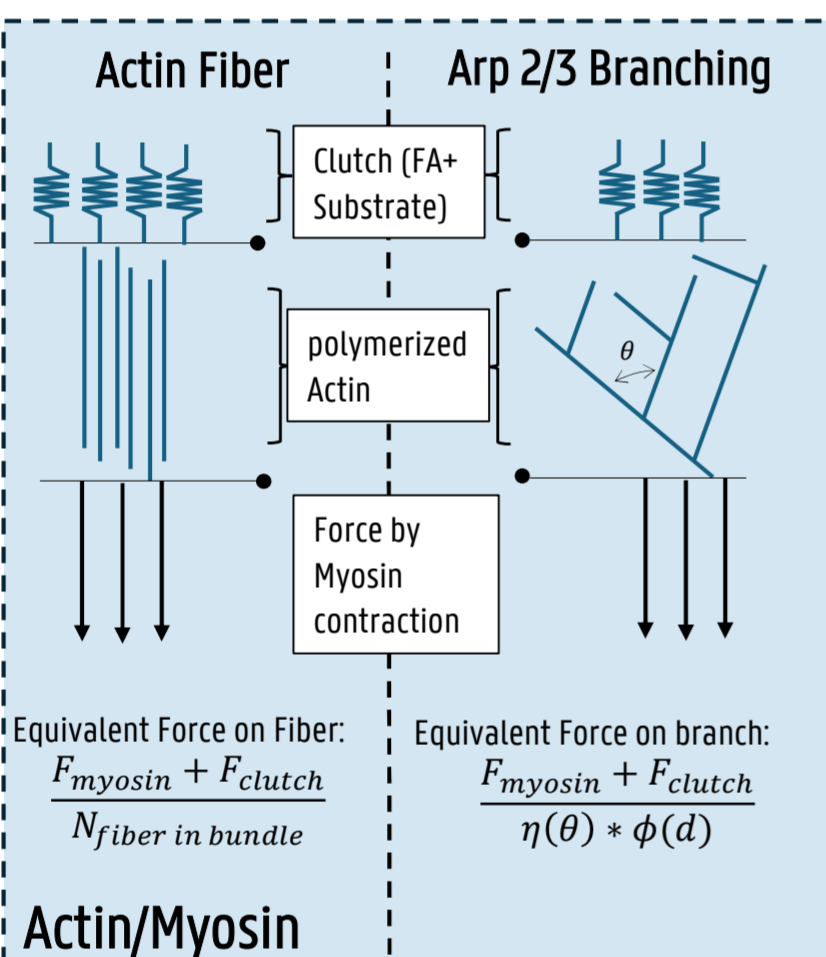 Actin Fiber
Arp 2/3 Branching
Clutch (FA+
Substrate)
polymerized
Actin
θ
Force by
Myosin
contraction
Equivalent Force on Fiber:
F_myosin + F_clutch
N_fiber in bundle
Equivalent Force on branch:
F_myosin + F_clutch
η(θ) * ϕ(d)
Actin/Myosin